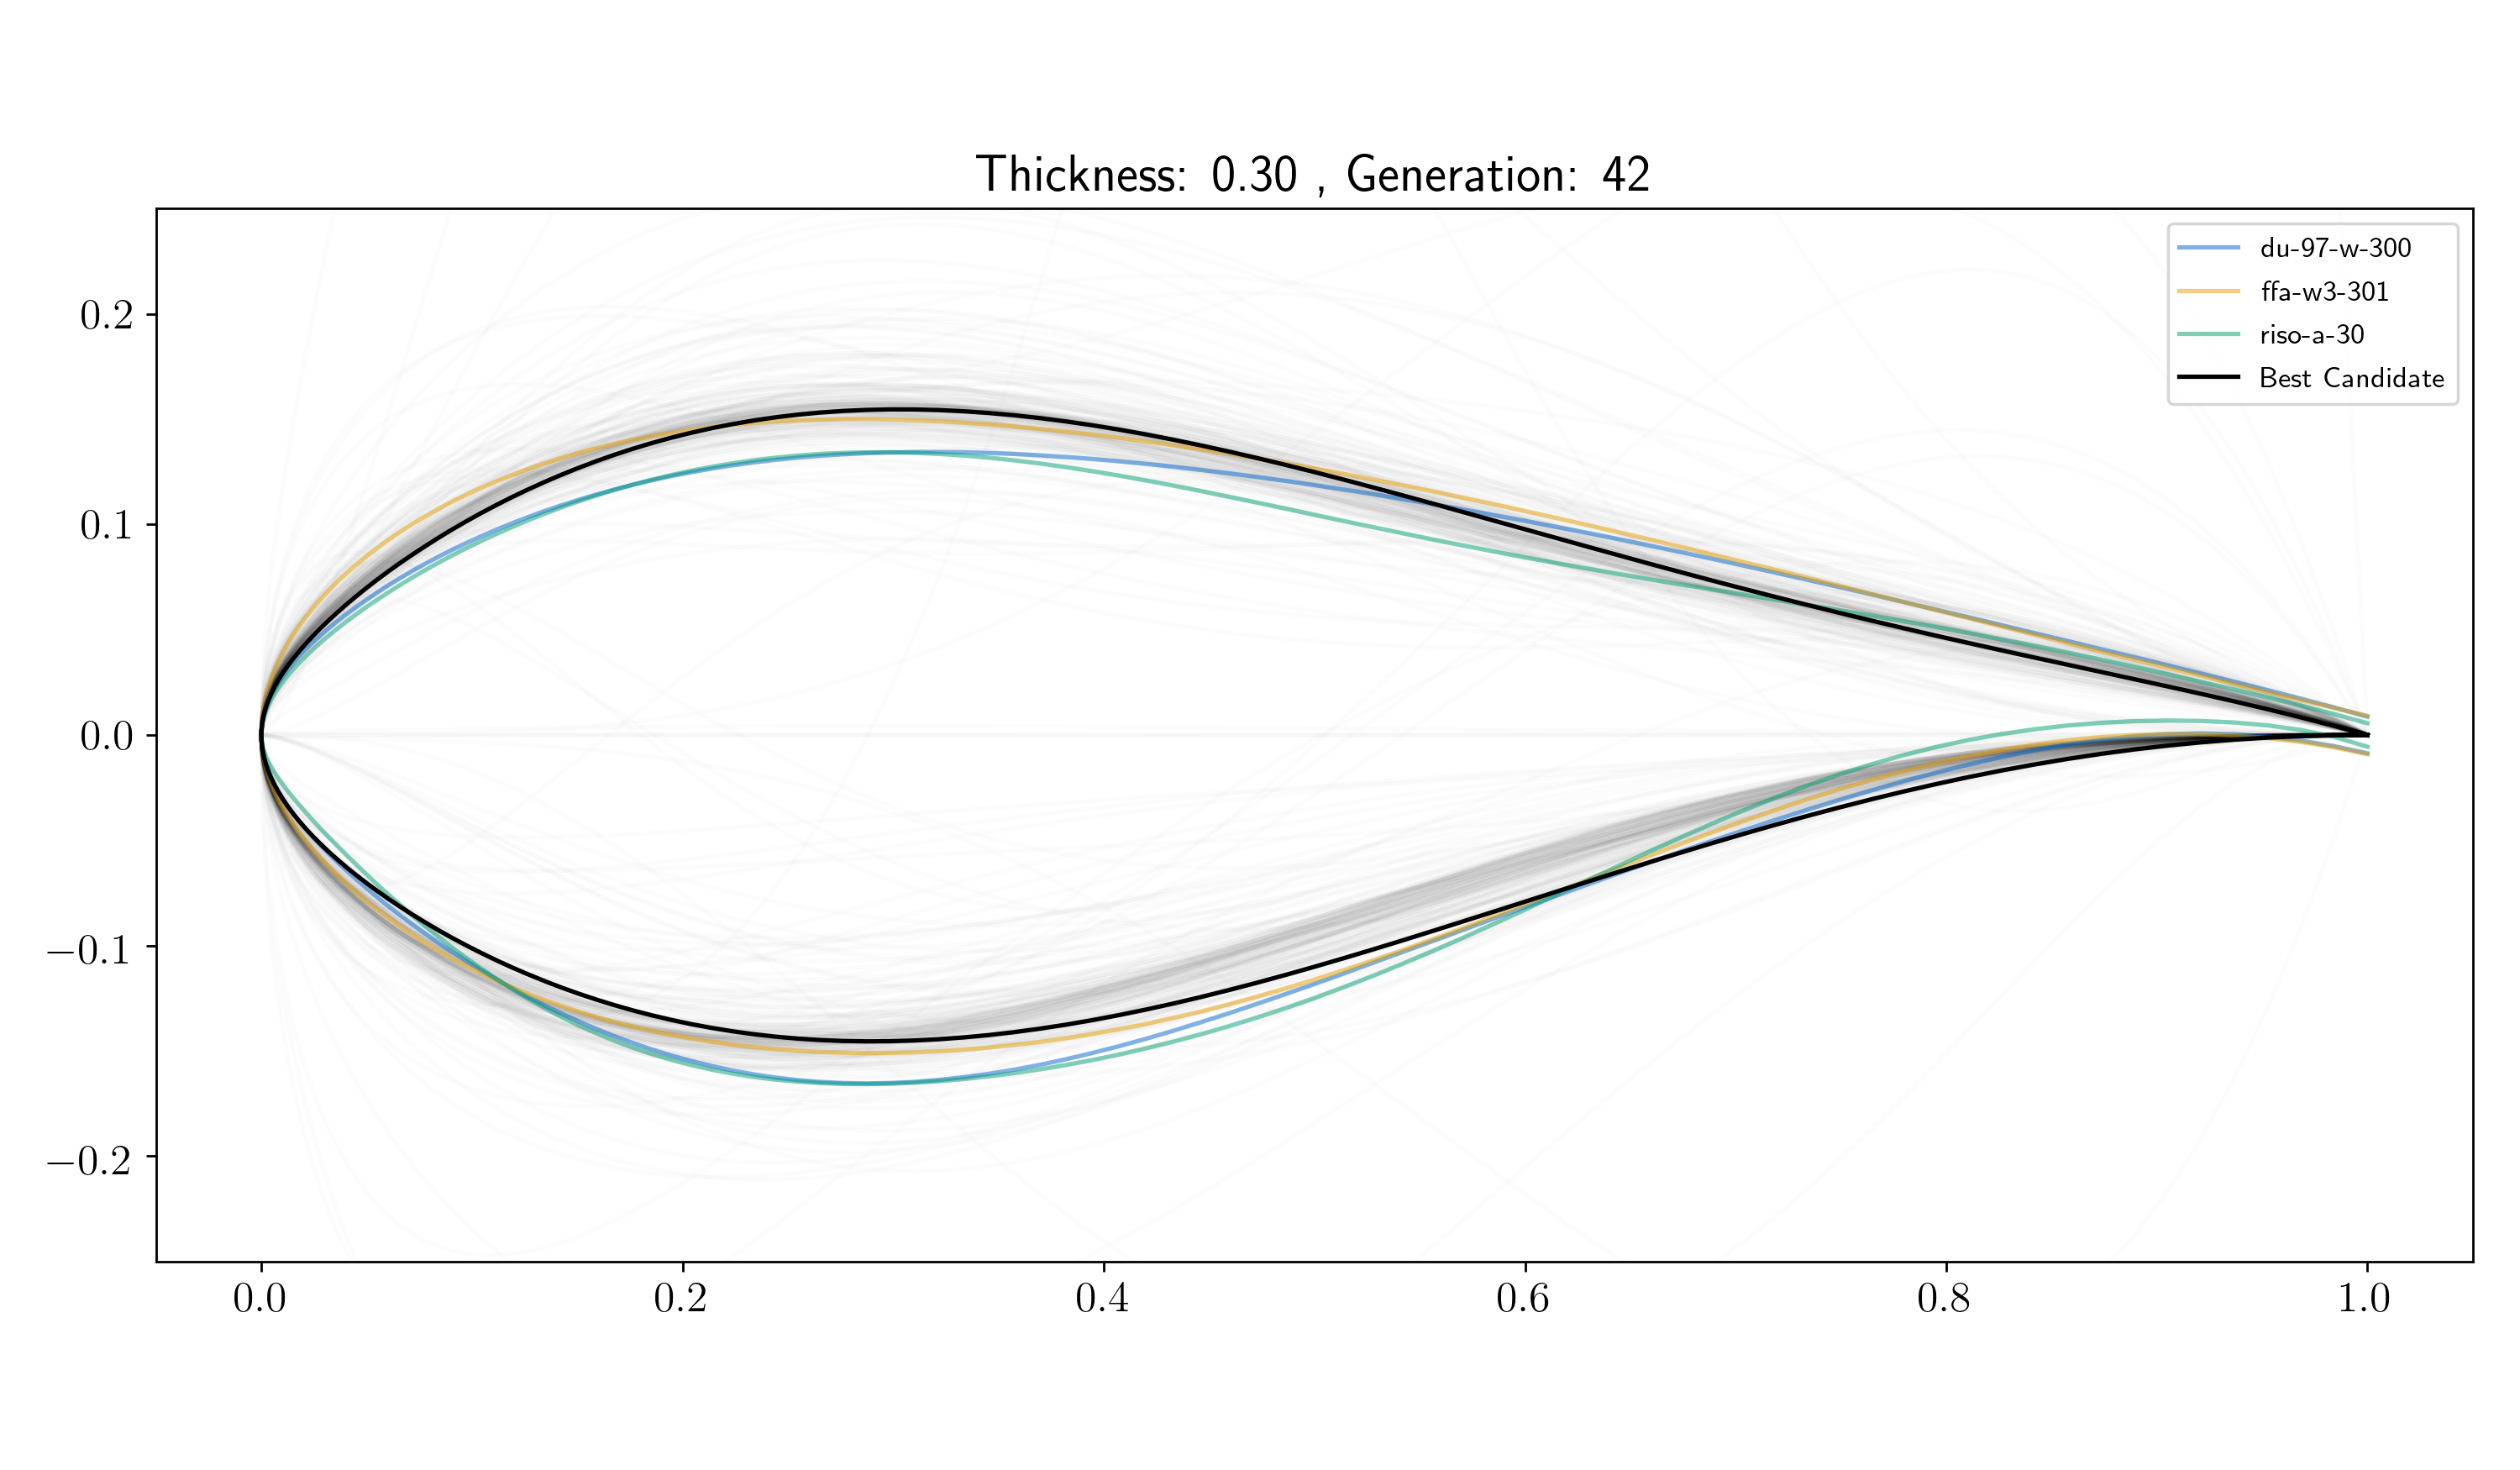 Thickness: 0.30 , Generation: 42
du-97-w-300
ffa-w3-301
riso-a-30
Best Candidate
0.2
0.1
0.0
−0.1
−0.2
0.0 0.2 0.4 0.6 0.8 1.0